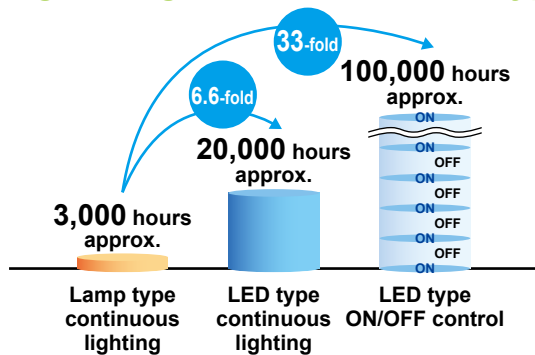 33-fold
6.6-fold
100,000 hours
approx.
20,000 hours
approx.
3,000 hours
approx.
ON
ON
OFF
ON
OFF
ON
OFF
ON
OFF
ON
Lamp type
continuous
lighting
LED type
continuous
lighting
LED type
ON/OFF control